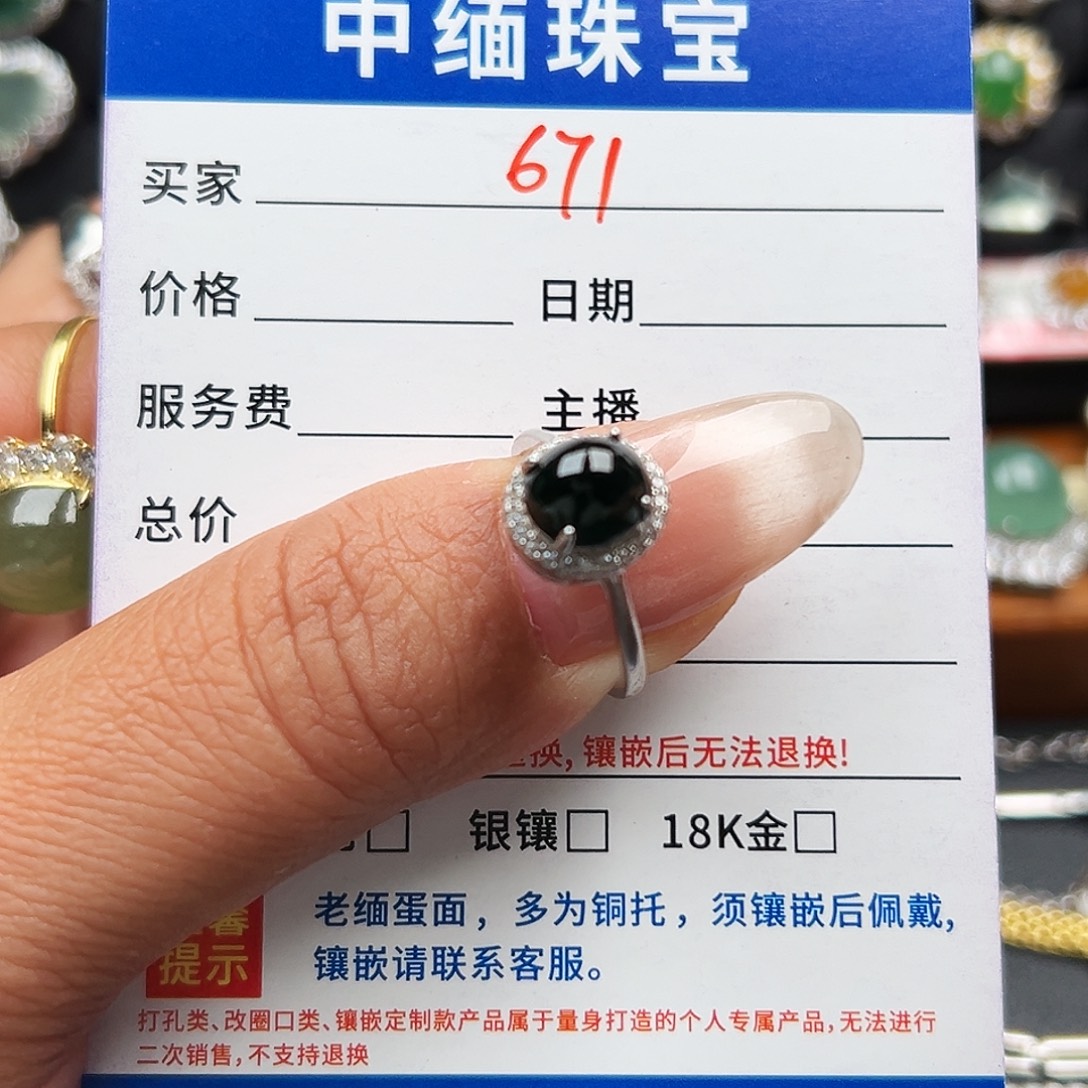 中缅珠宝
买家 671
价格 日期
服务费 主播
总价
换, 镶嵌后无法退换!
银镶□ 18K金□
老缅蛋面，多为铜托，须镶嵌后佩戴,
提示
镶嵌请联系客服。
打孔类、改圈口类、镶嵌定制款产品属于量身打造的个人专属产品,无法进行
二次销售,不支持退换